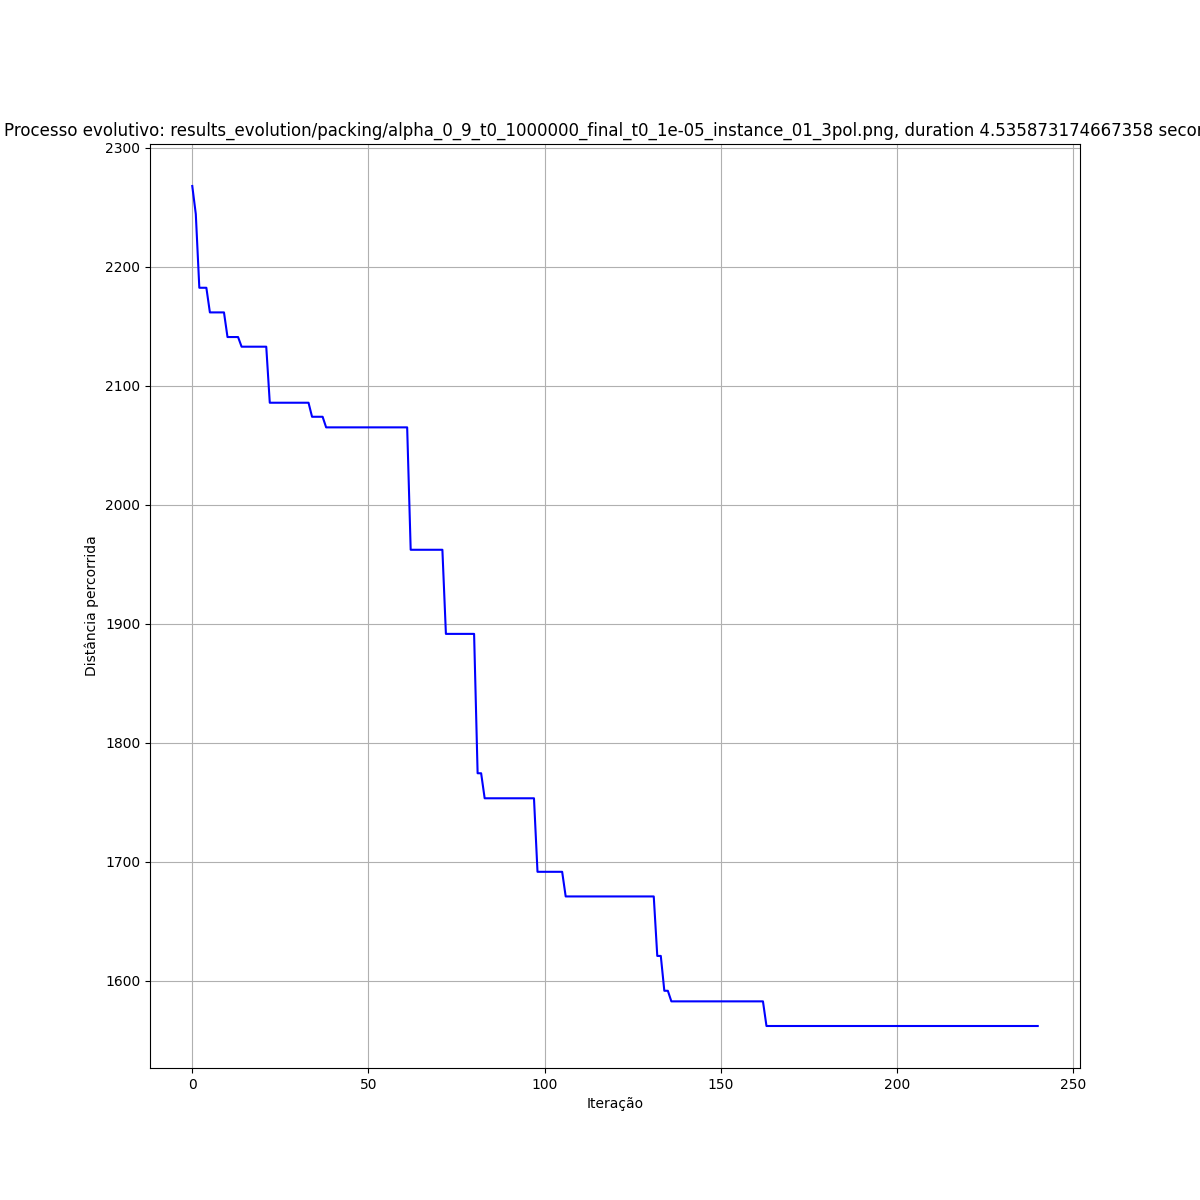 Processo evolutivo: results_evolution/packing/alpha_0_9_t0_1000000_final_t0_1e-05_instance_01_3pol.png, duration 4.535873174667358
2300
2200
2100
2000
1900
1800
1700
1600
Distância percorrida
0 50 100 150 200 250
Iteração